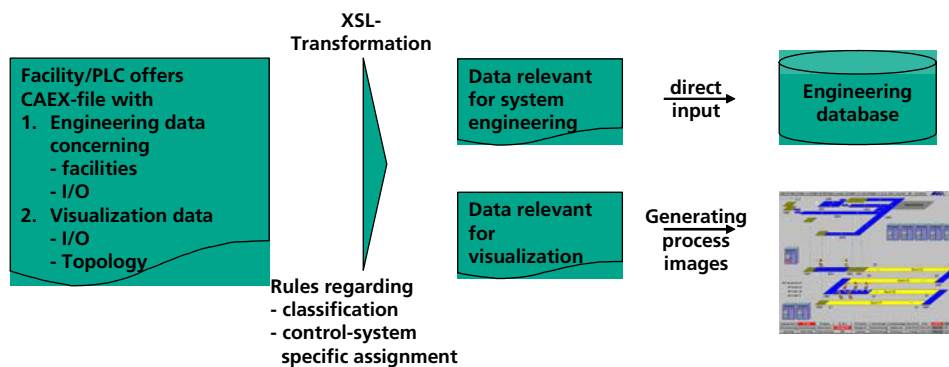 XSL-
Transformation
Facility/PLC offers
CAEX-file with
1. Engineering data
concerning
- facilities
- I/O
2. Visualization data
- I/O
- Topology
Rules regarding
- classification
- control-system
specific assignment
Data relevant
for system
engineering
direct
input
Engineering
database
Data relevant
for
visualization
Generating
process
images